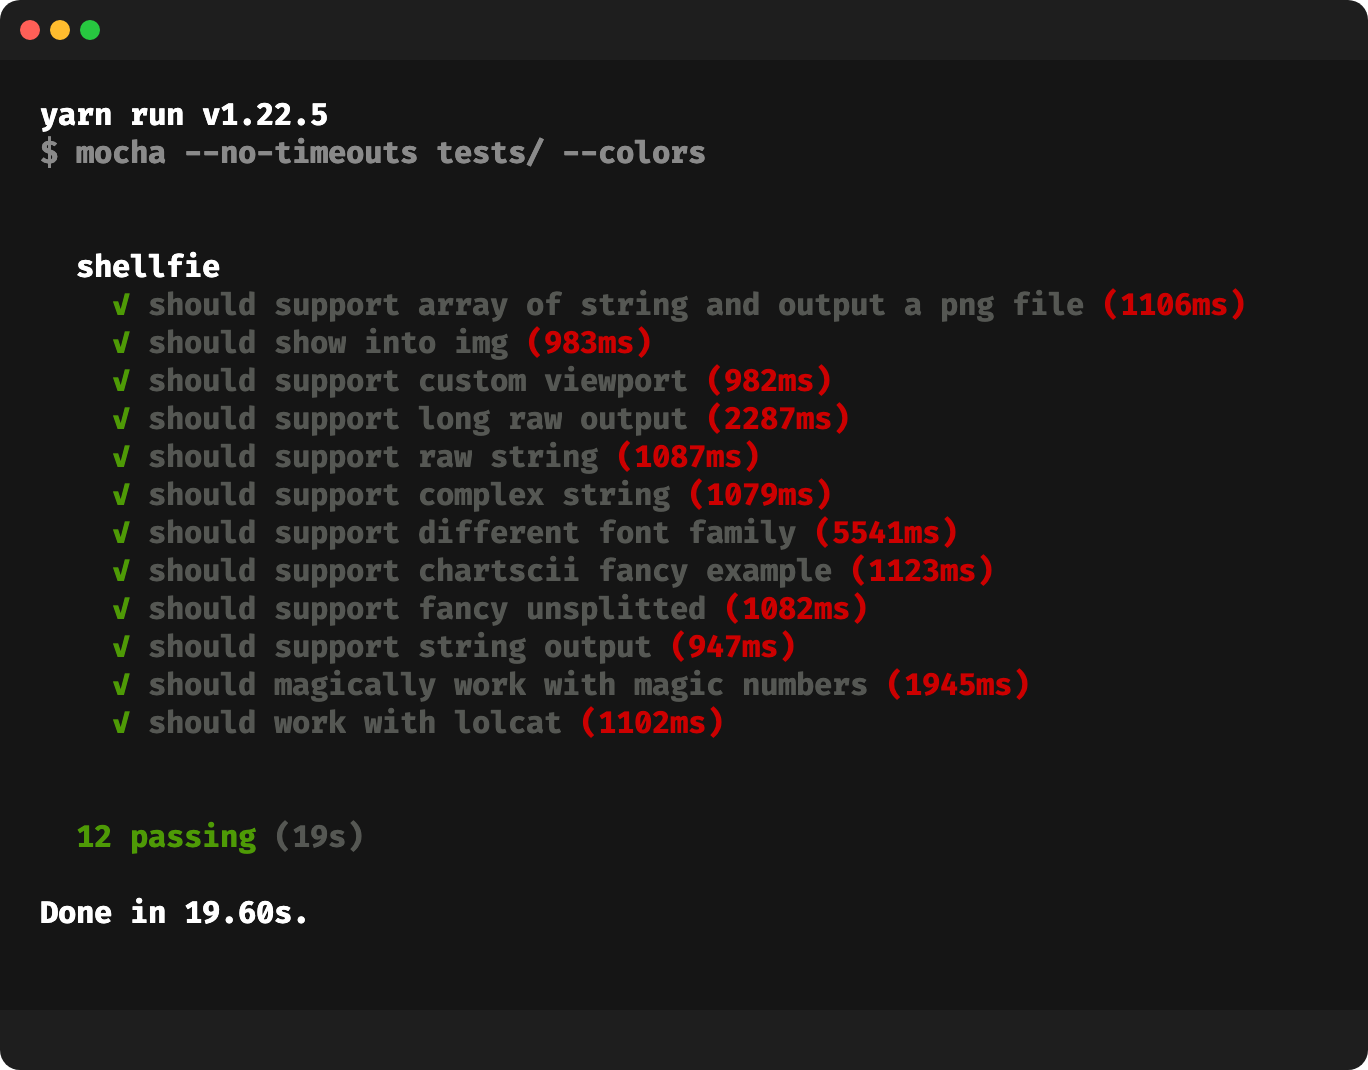 yarn run v1.22.5
$ mocha --no-timeouts tests/ --colors
shellfie
√ should support array of string and output a png file (1106ms)
√ should show into img (983ms)
√ should support custom viewport (982ms)
√ should support long raw output (2287ms)
√ should support raw string (1087ms)
√ should support complex string (1079ms)
√ should support different font family (5541ms)
√ should support chartscii fancy example (1123ms)
√ should support fancy unsplitted (1082ms)
√ should support string output (947ms)
√ should magically work with magic numbers (1945ms)
√ should work with lolcat (1102ms)
12 passing (19s)
Done in 19.60s.